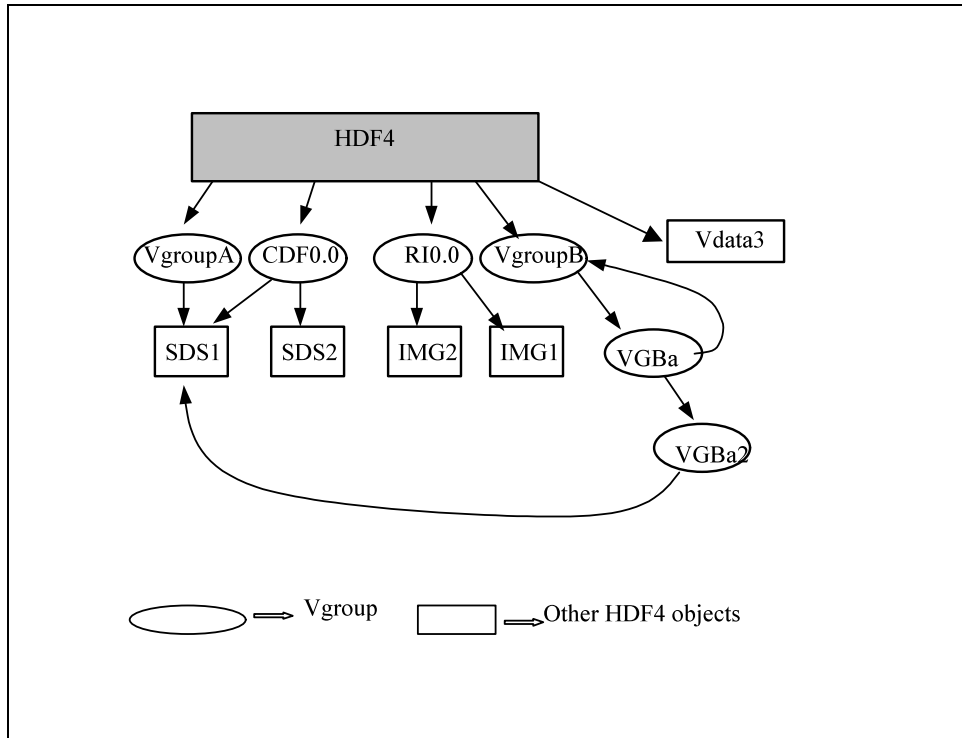 HDF4
VgroupA
CDF0.0
RI0.0
VgroupB
Vdata3
SDS1
SDS2
IMG2
IMG1
VGBa
VGBa2
Vgroup
Other HDF4 objects